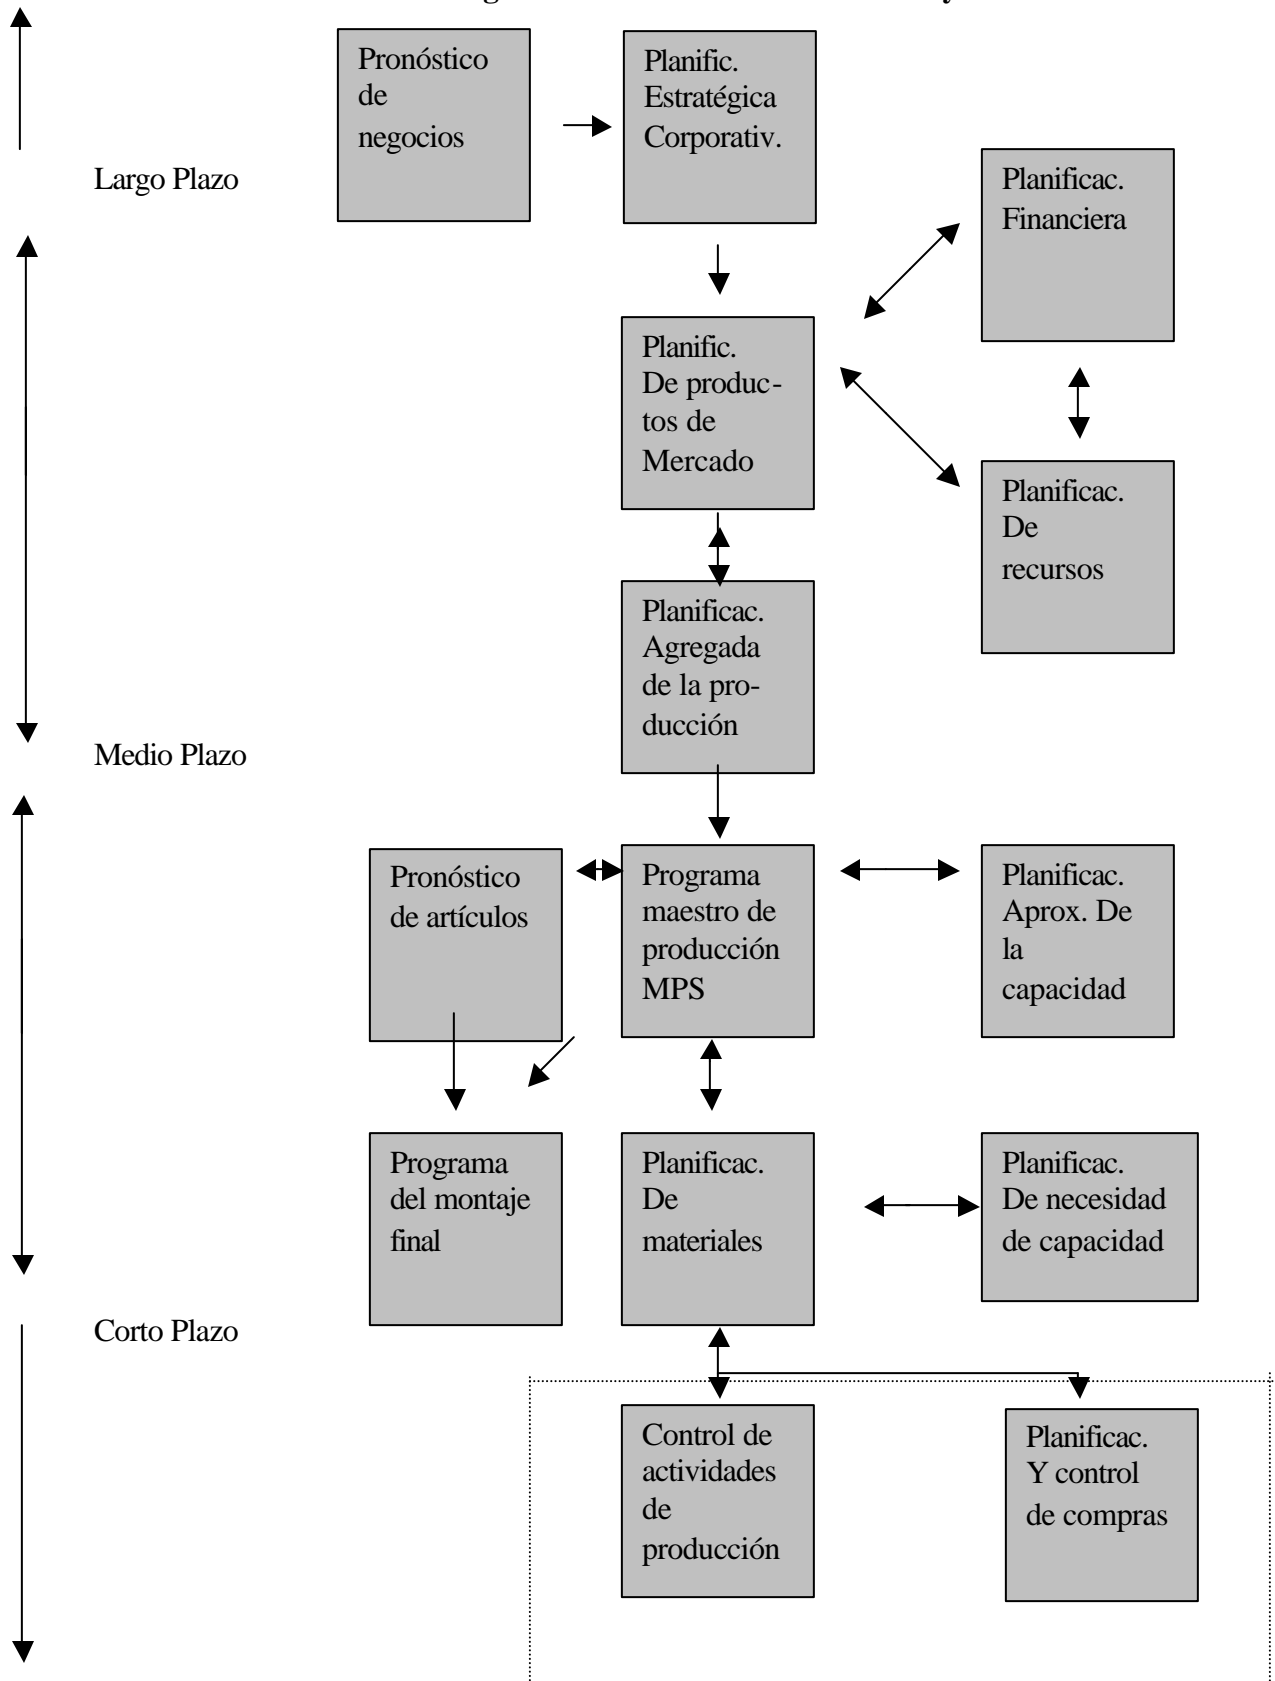 Pronóstico
de
negocios
Planific.
Estratégica
Corporativ.
Largo Plazo
Planificac.
Financiera
Planific.
De produc-
tos de
Mercado
Planificac.
De
recursos
Planificac.
Agregada
de la pro-
ducción
Medio Plazo
Pronóstico
de artículos
Programa
maestro de
producción
MPS
Planificac.
Aprox. De
la
capacidad
Programa
del montaje
final
Planificac.
De
materiales
Planificac.
De necesidad
de capacidad
Corto Plazo
Control de
actividades
de
producción
Planificac.
Y control
de compras